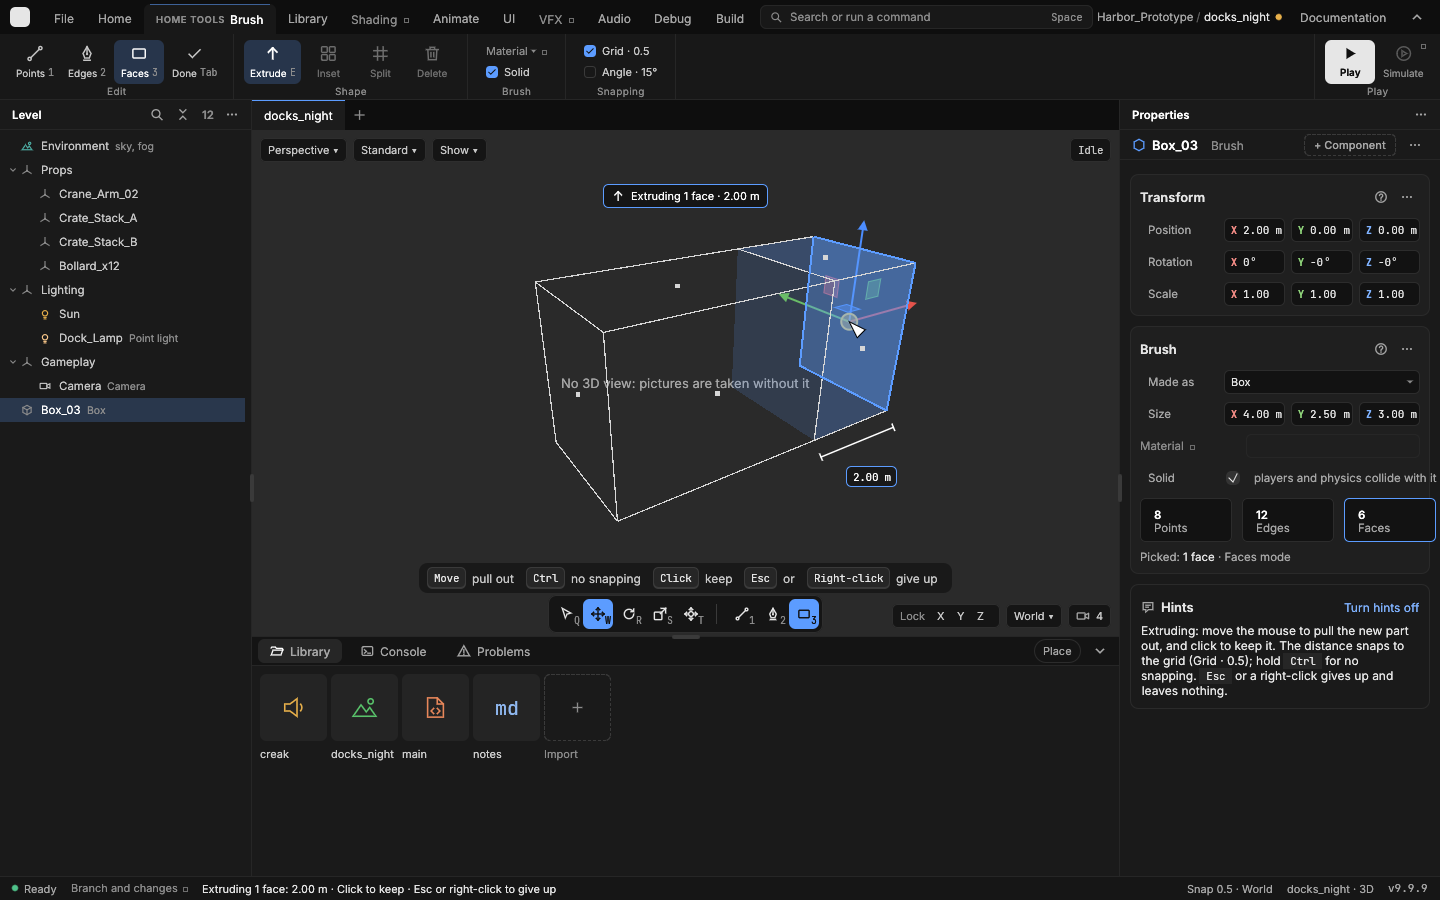 File Home HOME TOOLS Brush Library Shading Animate UI VFX Audio Debug Build Search or run a command Space Harbor_Prototype / docks_night Documentation
Points 1 Edges 2 Faces 3 Done Tab
Edit
Extrude E Inset Split Delete
Shape
Material
Solid
Brush
Grid · 0.5
Angle · 15°
Snapping
Play Simulate
Play
Level 12
Environment sky, fog
Props
Crane_Arm_02
Crate_Stack_A
Crate_Stack_B
Bollard_x12
Lighting
Sun
Dock_Lamp Point light
Gameplay
Camera Camera
Box_03 Box
docks_night
Perspective Standard Show Idle
Extruding 1 face · 2.00 m
No 3D view: pictures are taken without it
2.00 m
Move pull out Ctrl no snapping Click keep Esc or Right-click give up
Q W R S T 1 2 3
Lock X Y Z World 4
Library Console Problems Place
creak docks_night main md notes Import
Properties
Box_03 Brush + Component
Transform
Position X 2.00 m Y 0.00 m Z 0.00 m
Rotation X 0° Y -0° Z -0°
Scale X 1.00 Y 1.00 Z 1.00
Brush
Made as Box
Size X 4.00 m Y 2.50 m Z 3.00 m
Material
Solid players and physics collide with it
8 Points
12 Edges
6 Faces
Picked: 1 face · Faces mode
Hints Turn hints off
Extruding: move the mouse to pull the new part
out, and click to keep it. The distance snaps to
the grid (Grid · 0.5); hold Ctrl for no
snapping. Esc or a right-click gives up and
leaves nothing.
Ready Branch and changes Extruding 1 face: 2.00 m · Click to keep · Esc or right-click to give up Snap 0.5 · World docks_night · 3D v9.9.9